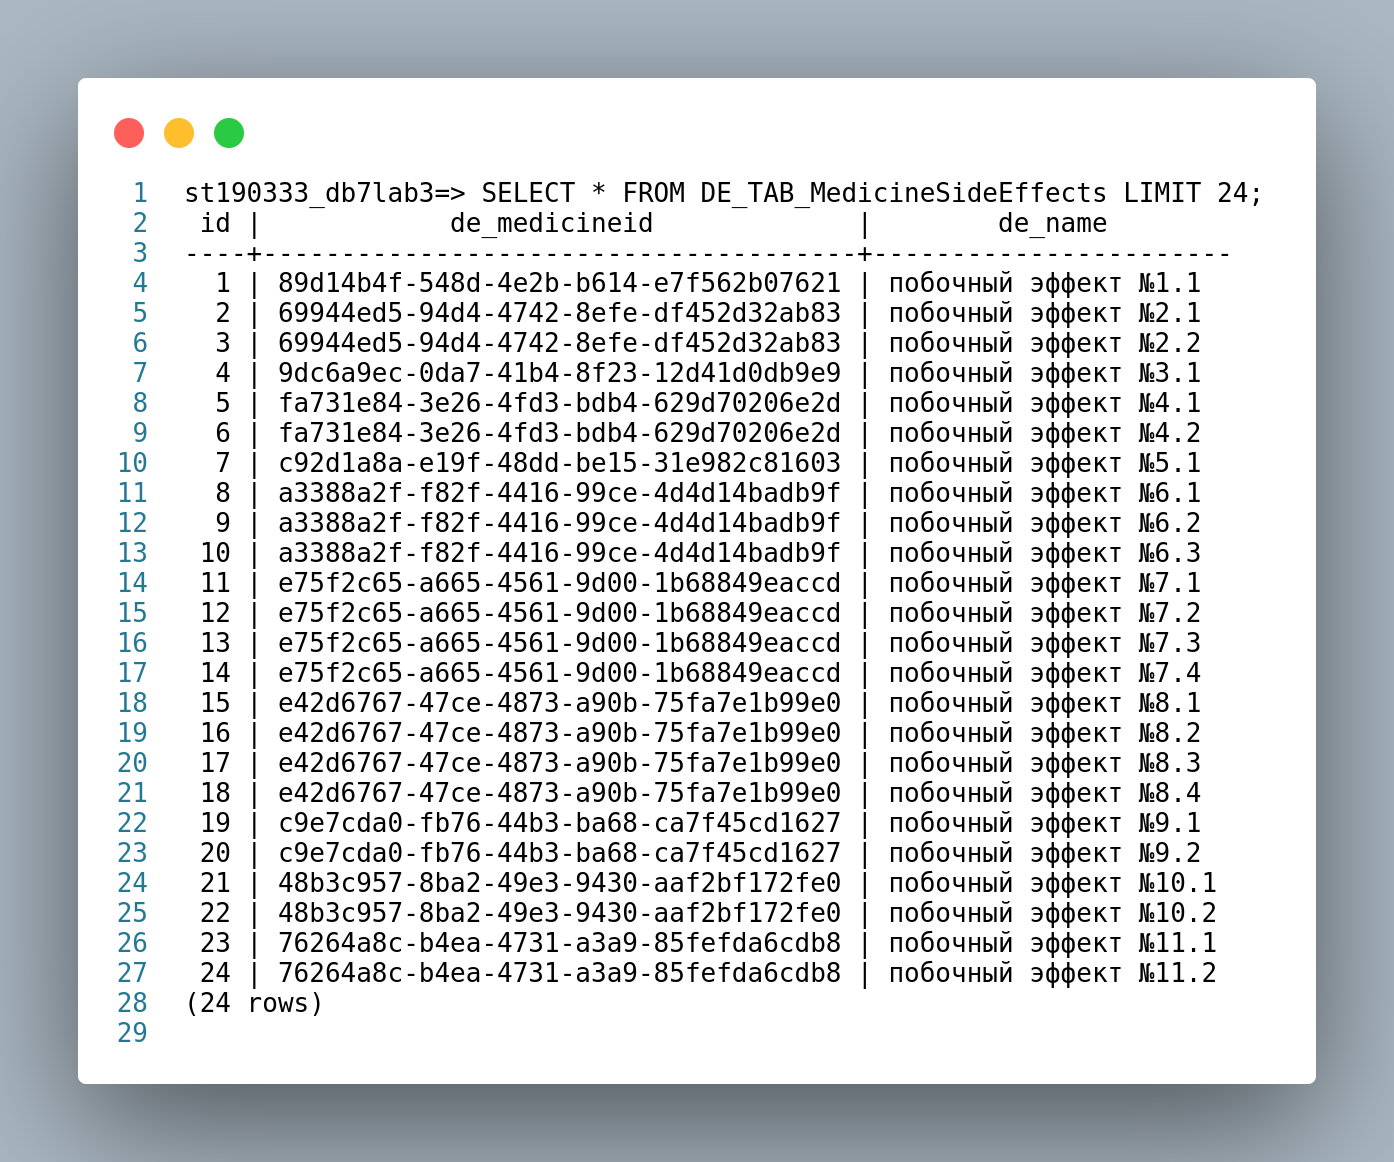 1 st190333_db7lab3=> SELECT * FROM DE_TAB_MedicineSideEffects LIMIT 24;
2  id |            de_medicineid             |        de_name
3 ----+--------------------------------------+-----------------------
4   1 | 89d14b4f-548d-4e2b-b614-e7f562b07621 | побочный эффект №1.1
5   2 | 69944ed5-94d4-4742-8efe-df452d32ab83 | побочный эффект №2.1
6   3 | 69944ed5-94d4-4742-8efe-df452d32ab83 | побочный эффект №2.2
7   4 | 9dc6a9ec-0da7-41b4-8f23-12d41d0db9e9 | побочный эффект №3.1
8   5 | fa731e84-3e26-4fd3-bdb4-629d70206e2d | побочный эффект №4.1
9   6 | fa731e84-3e26-4fd3-bdb4-629d70206e2d | побочный эффект №4.2
10   7 | c92d1a8a-e19f-48dd-be15-31e982c81603 | побочный эффект №5.1
11   8 | a3388a2f-f82f-4416-99ce-4d4d14badb9f | побочный эффект №6.1
12   9 | a3388a2f-f82f-4416-99ce-4d4d14badb9f | побочный эффект №6.2
13  10 | a3388a2f-f82f-4416-99ce-4d4d14badb9f | побочный эффект №6.3
14  11 | e75f2c65-a665-4561-9d00-1b68849eaccd | побочный эффект №7.1
15  12 | e75f2c65-a665-4561-9d00-1b68849eaccd | побочный эффект №7.2
16  13 | e75f2c65-a665-4561-9d00-1b68849eaccd | побочный эффект №7.3
17  14 | e75f2c65-a665-4561-9d00-1b68849eaccd | побочный эффект №7.4
18  15 | e42d6767-47ce-4873-a90b-75fa7e1b99e0 | побочный эффект №8.1
19  16 | e42d6767-47ce-4873-a90b-75fa7e1b99e0 | побочный эффект №8.2
20  17 | e42d6767-47ce-4873-a90b-75fa7e1b99e0 | побочный эффект №8.3
21  18 | e42d6767-47ce-4873-a90b-75fa7e1b99e0 | побочный эффект №8.4
22  19 | c9e7cda0-fb76-44b3-ba68-ca7f45cd1627 | побочный эффект №9.1
23  20 | c9e7cda0-fb76-44b3-ba68-ca7f45cd1627 | побочный эффект №9.2
24  21 | 48b3c957-8ba2-49e3-9430-aaf2bf172fe0 | побочный эффект №10.1
25  22 | 48b3c957-8ba2-49e3-9430-aaf2bf172fe0 | побочный эффект №10.2
26  23 | 76264a8c-b4ea-4731-a3a9-85fefda6cdb8 | побочный эффект №11.1
27  24 | 76264a8c-b4ea-4731-a3a9-85fefda6cdb8 | побочный эффект №11.2
28 (24 rows)
29